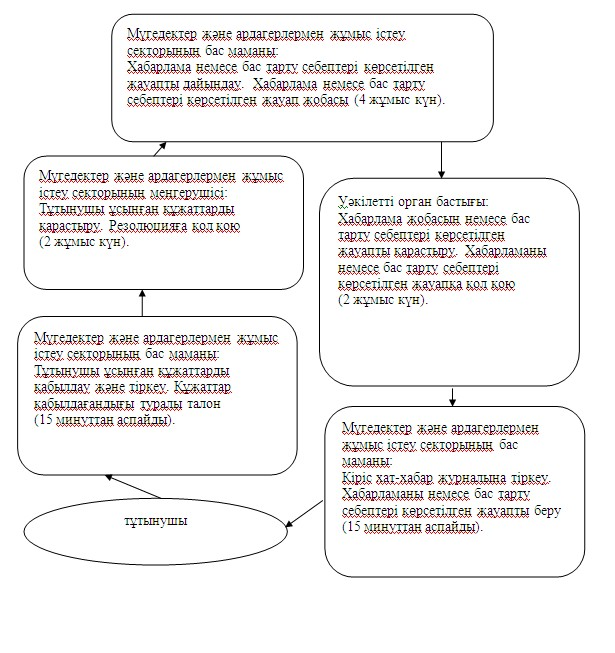 Мүгедектер және ардагерлермен жұмыс істеу
секторының бас маманы:
Хабарлама немесе бас тарту себептері көрсетілген
жауапты дайындау. Хабарлама немесе бас тарту
себептері көрсетілген жауап жобасы (4 жұмыс күн).
Мүгедектер және ардагерлермен жұмыс
істеу секторының менгерушісі:
Тұтынушы ұсынған құжаттарды
қарастыру. Резолюцияға қол қою
(2 жұмыс күн).
Уәкілетті орган бастығы:
Хабарлама жобасын немесе бас
тарту себептері көрсетілген
жауапты қарастыру. Хабарламаны
немесе бас тарту себептері
көрсетілген жауапқа қол қою
(2 жұмыс күн).
Мүгедектер және ардагерлермен жұмыс
істеу секторының бас маманы:
Тұтынушы ұсынған құжаттарды
қабылдау және тіркеу. Құжаттар
қабылдағандығы туралы талон
(15 минуттан аспайды).
Мүгедектер және ардагерлермен
жұмыс істеу секторының бас
маманы:
Кіріс хат-хабар журналына тіркеу.
Хабарламаны немесе бас тарту
себептері көрсетілген жауапты беру
(15 минуттан аспайды).
тұтынушы